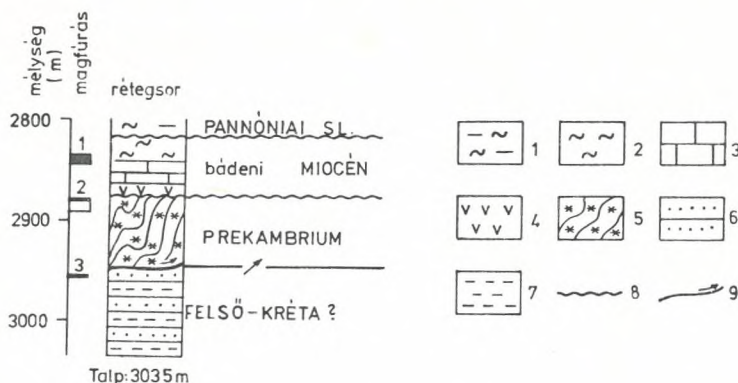 mélység
(m)
magfúrás
rétegsor
2800
PANNÓNIAI SL.
1
bádeni MIOCÉN
2
2900
PREKAMBRIUM
3
FELSŐ-KRÉTA?
3000
Talp: 3035 m
1
2
3
4
5
6
7
8
9